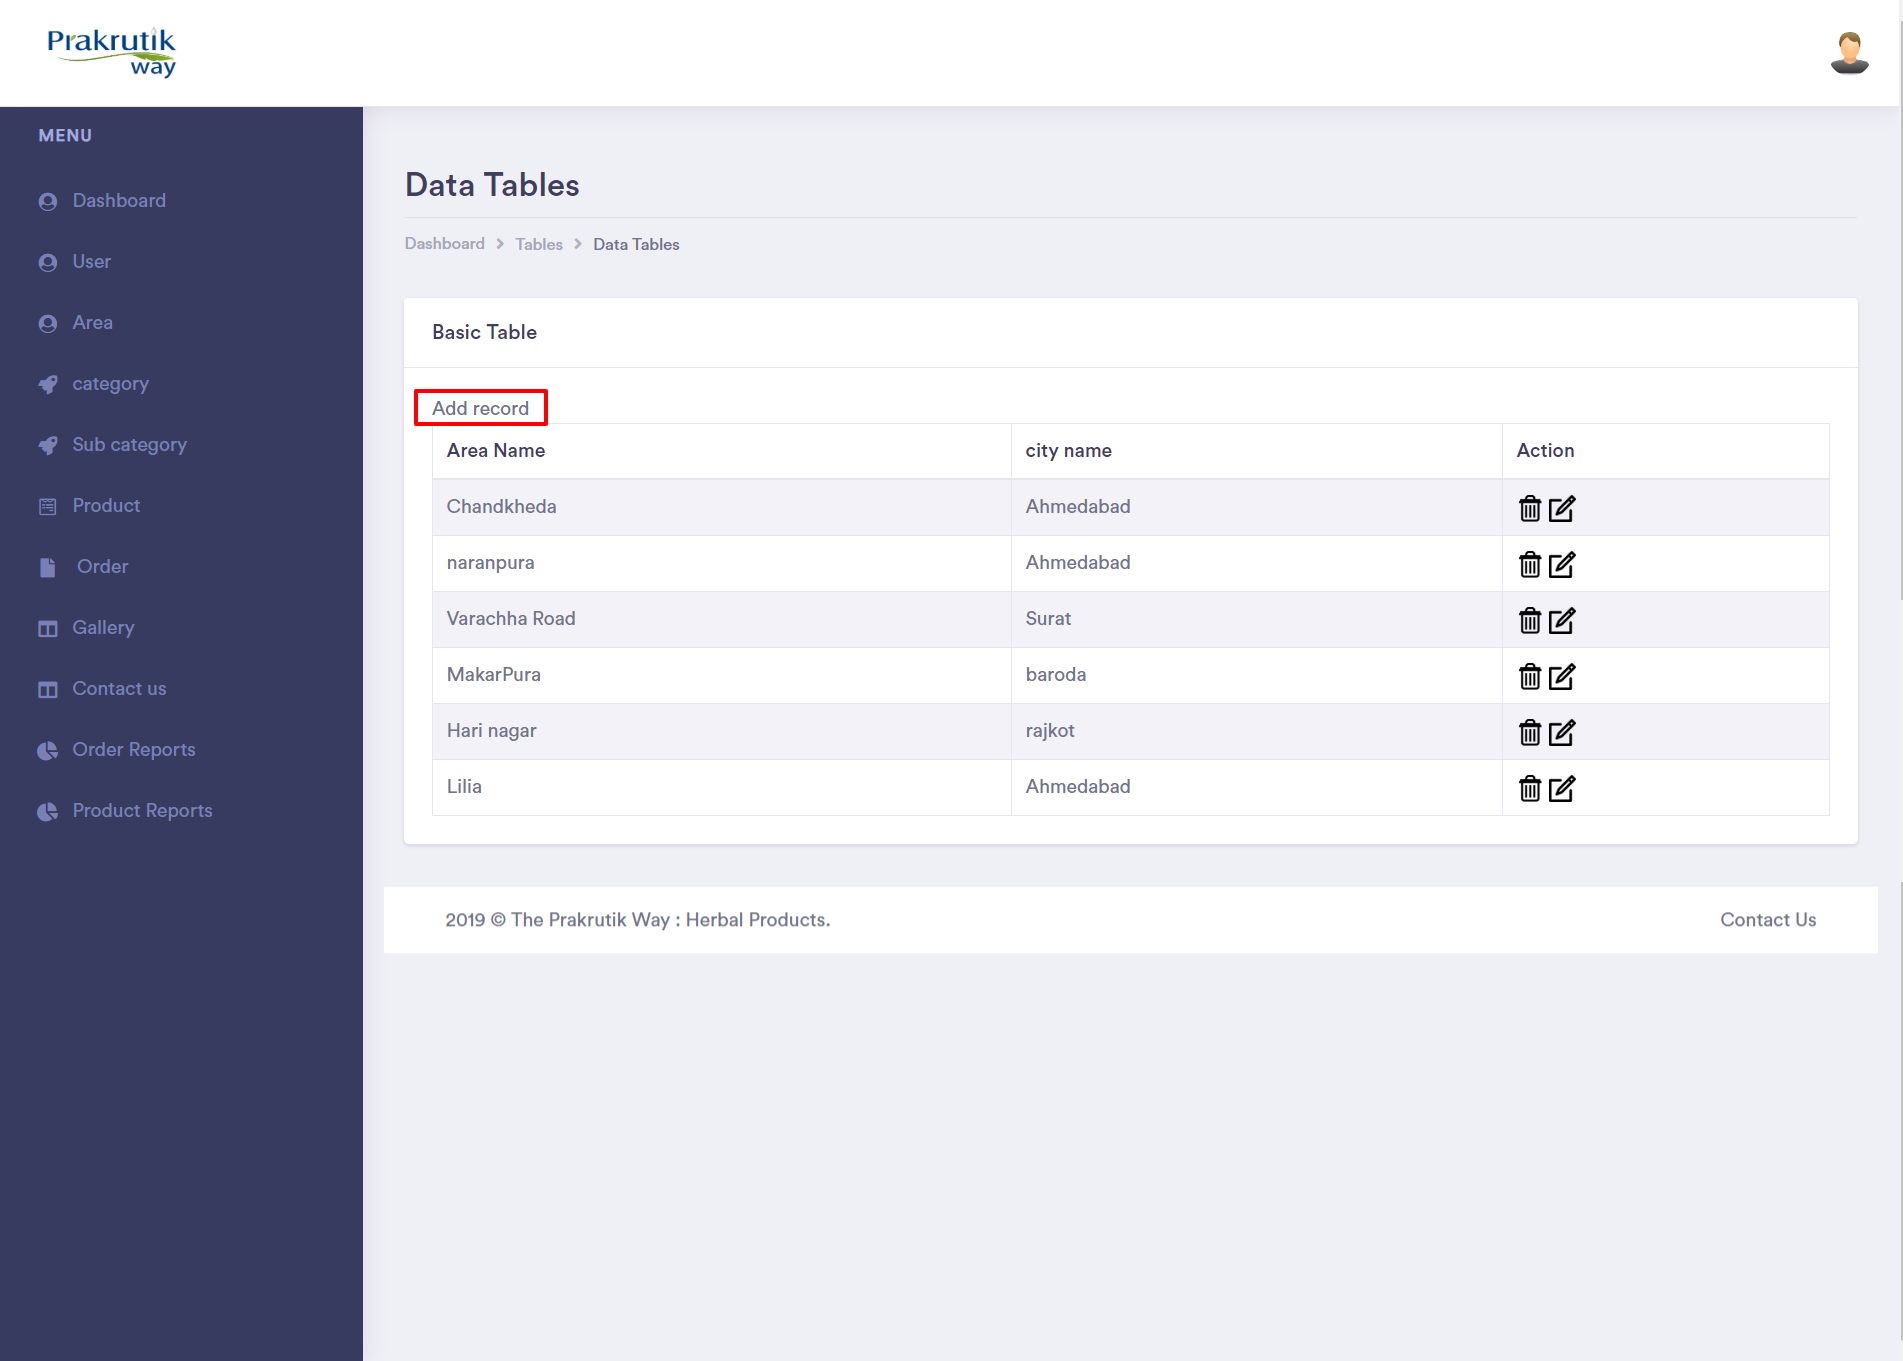 Prakrutik
way
MENU
Dashboard
User
Area
category
Sub category
Product
Order
Gallery
Contact us
Order Reports
Product Reports
Data Tables
Dashboard > Tables > Data Tables
Basic Table
Add record
Area Name city name Action
Chandkheda Ahmedabad
naranpura Ahmedabad
Varachha Road Surat
MakarPura baroda
Hari nagar rajkot
Lilia Ahmedabad
2019 © The Prakrutik Way : Herbal Products. Contact Us